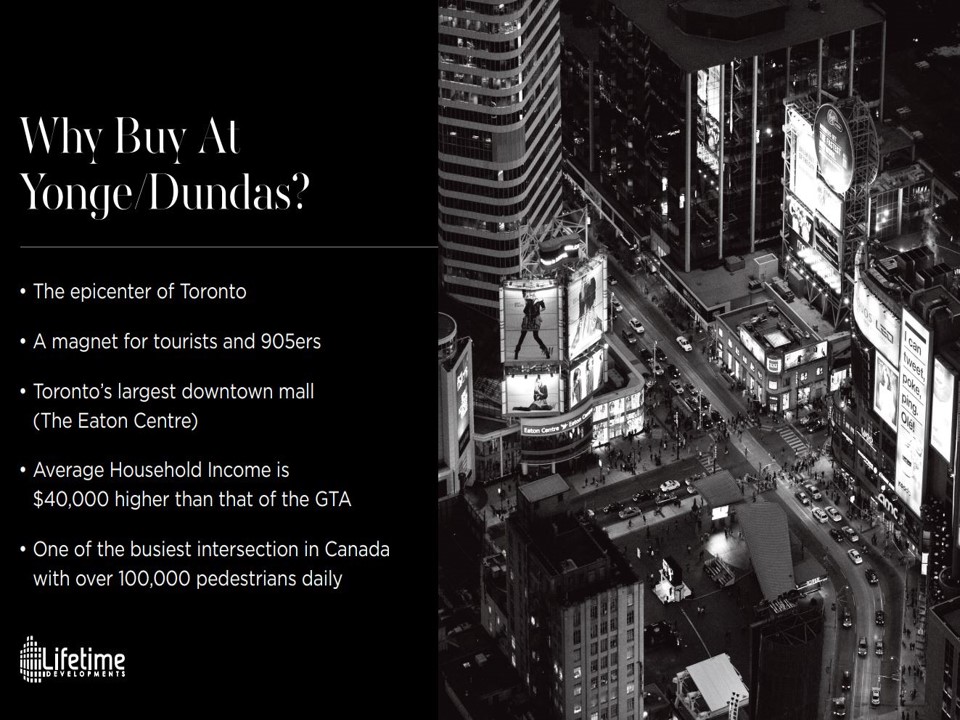 Why Buy At
Yonge/Dundas?
• The epicenter of Toronto
• A magnet for tourists and 905ers
• Toronto’s largest downtown mall
(The Eaton Centre)
• Average Household Income is
$40,000 higher than that of the GTA
• One of the busiest intersection in Canada
with over 100,000 pedestrians daily
Lifetime
DEVELOPMENTS
Eaton Centre
I can
tweet,
poke,
ping.
Olé!